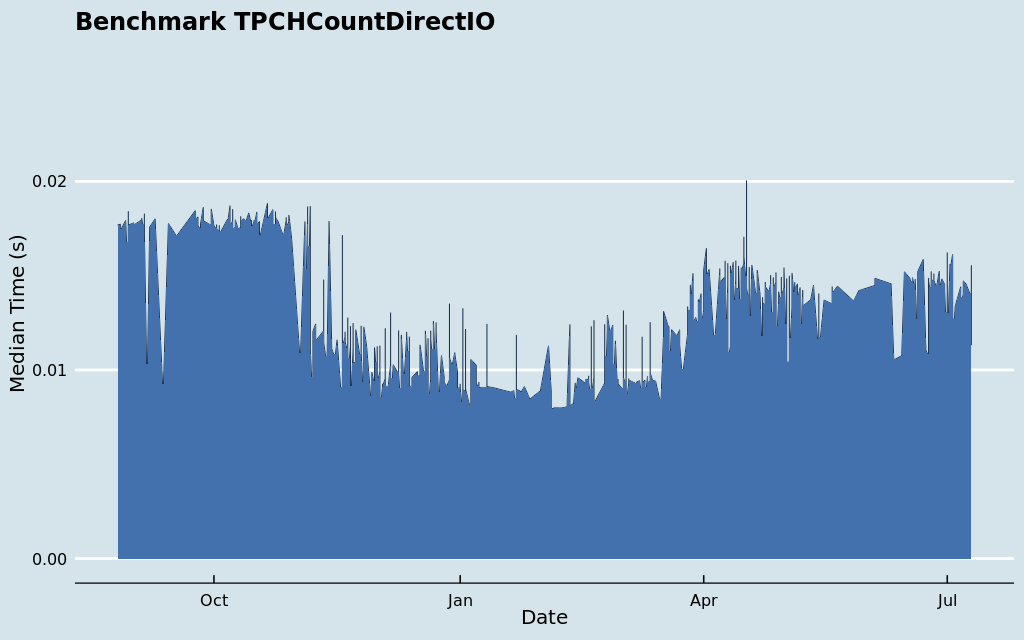 Benchmark TPCHCountDirectIO
Median Time (s)
0.02
0.01
0.00
Oct Jan Apr Jul
Date